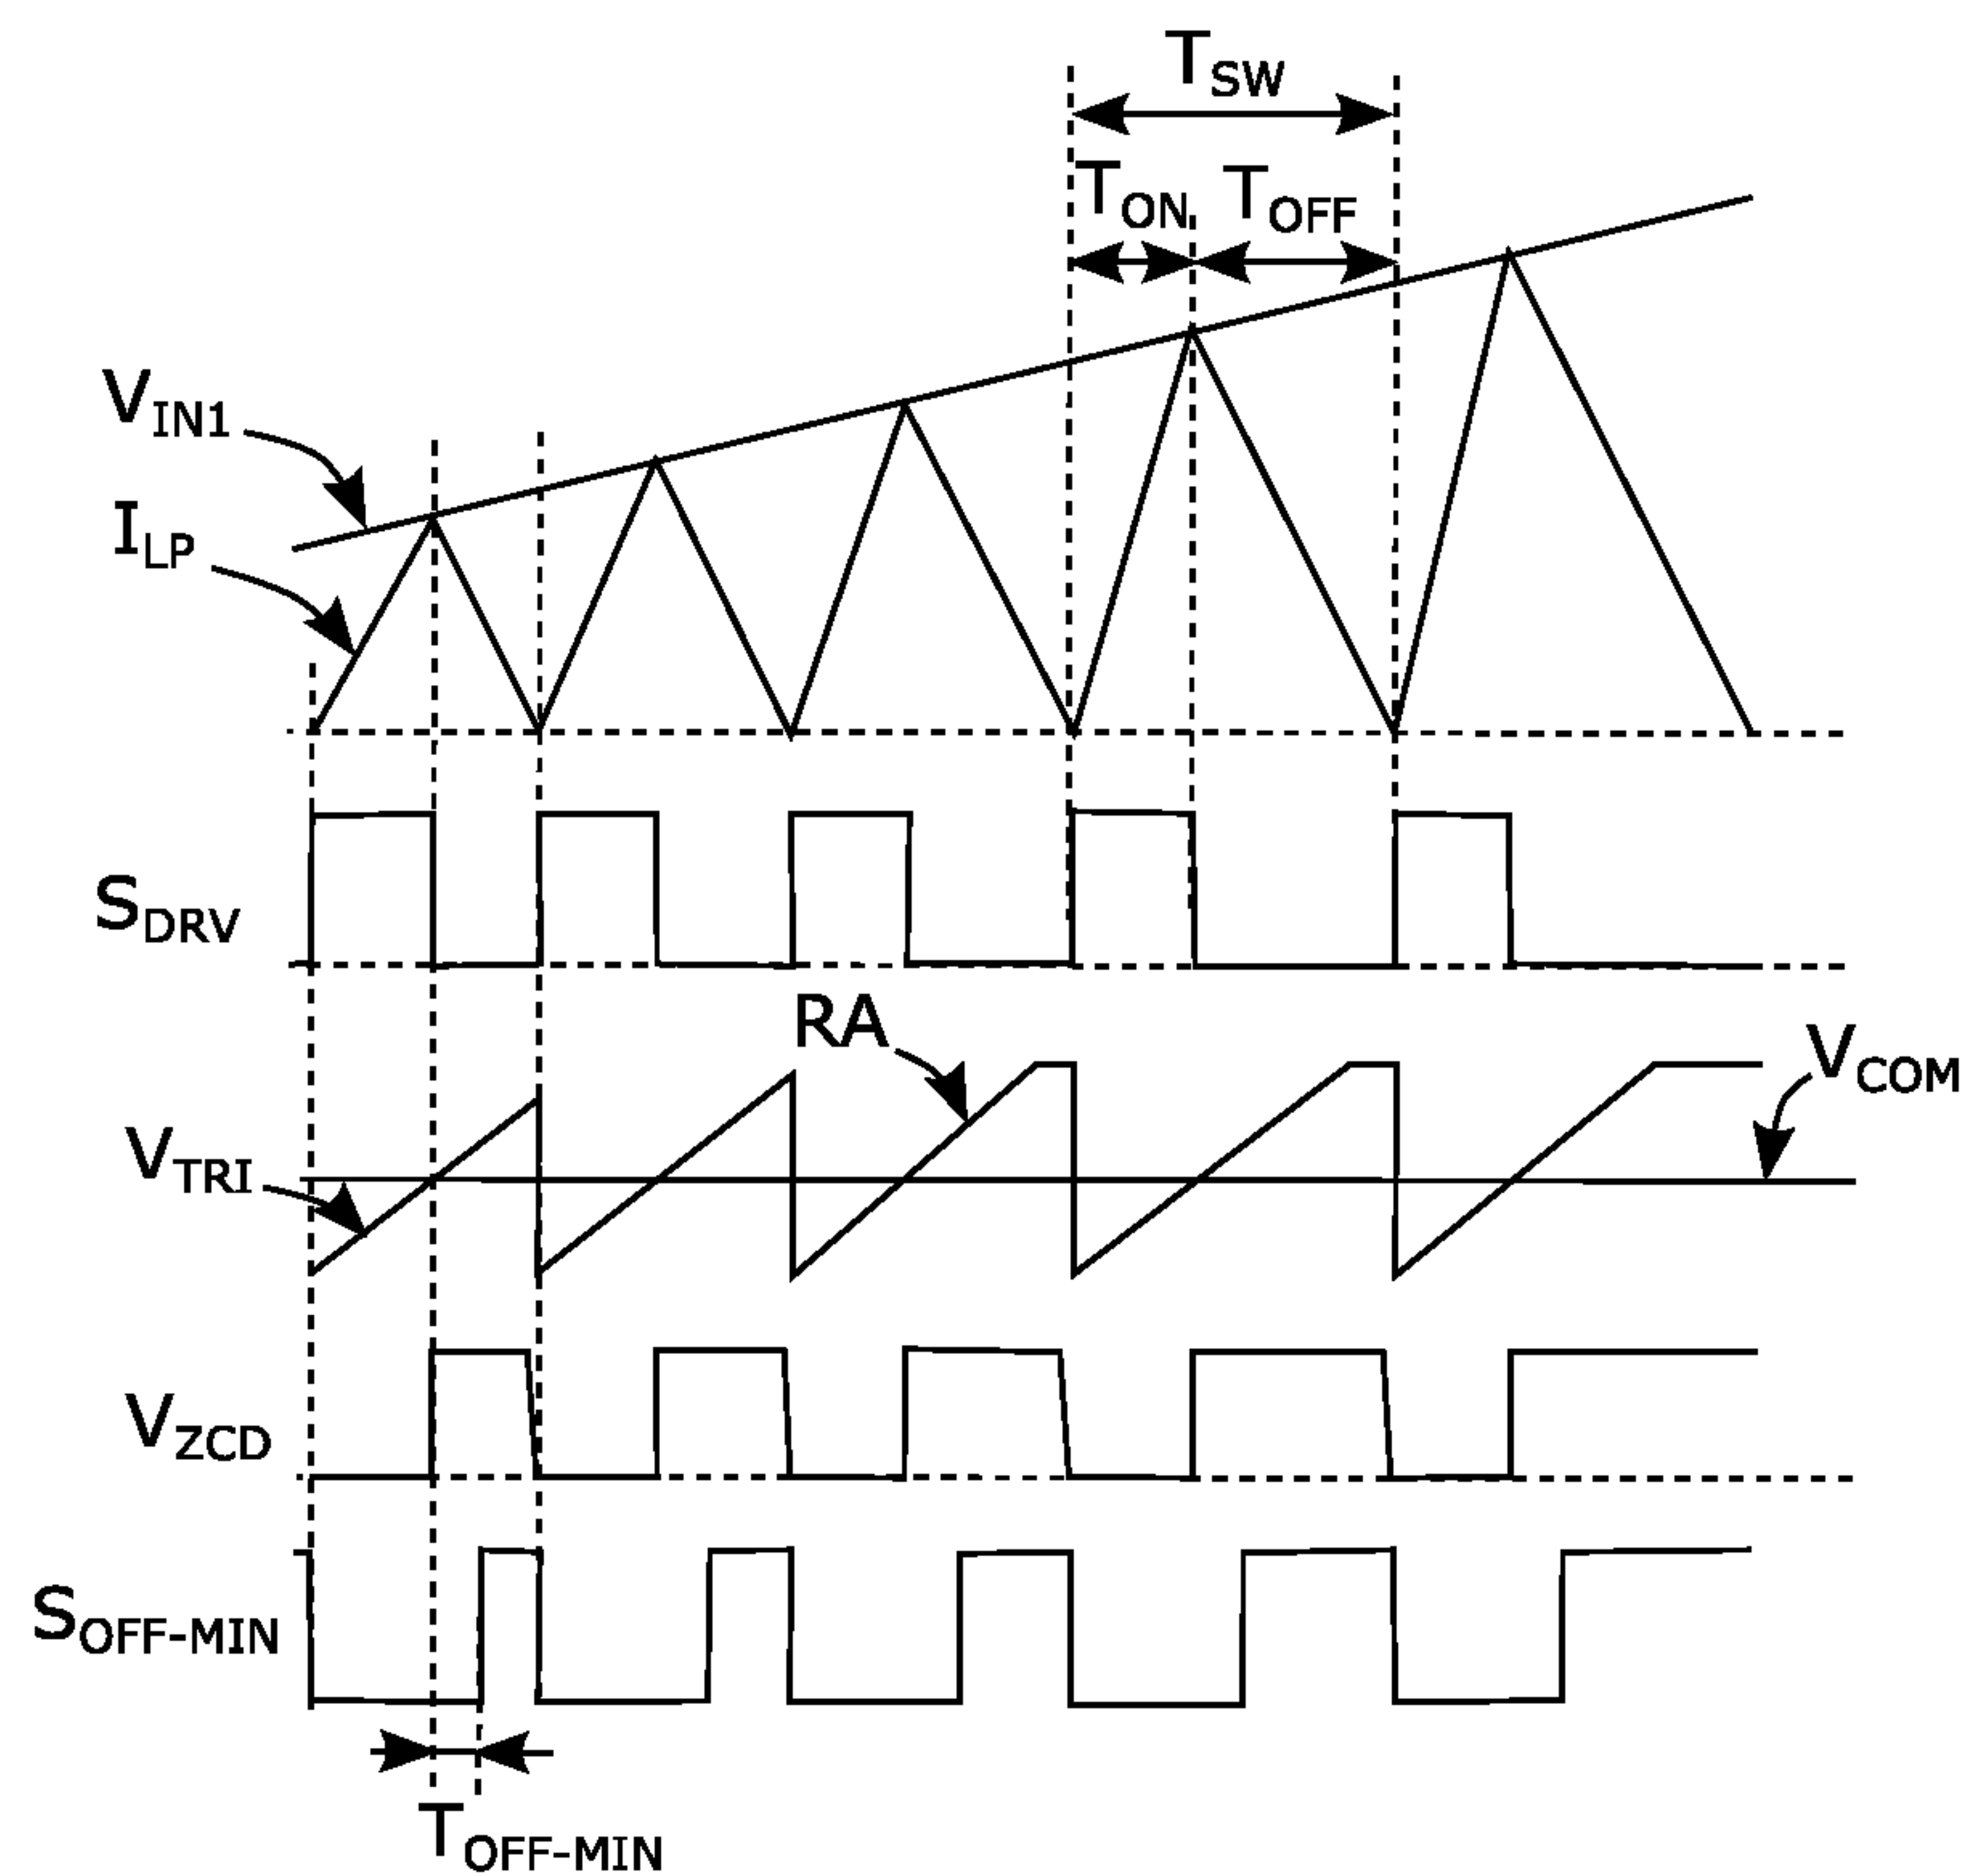 TSW
TON TOFF
VIN1
ILP
SDRV
RA
VCOM
VTRI
VZCD
SOFF-MIN
TOFF-MIN